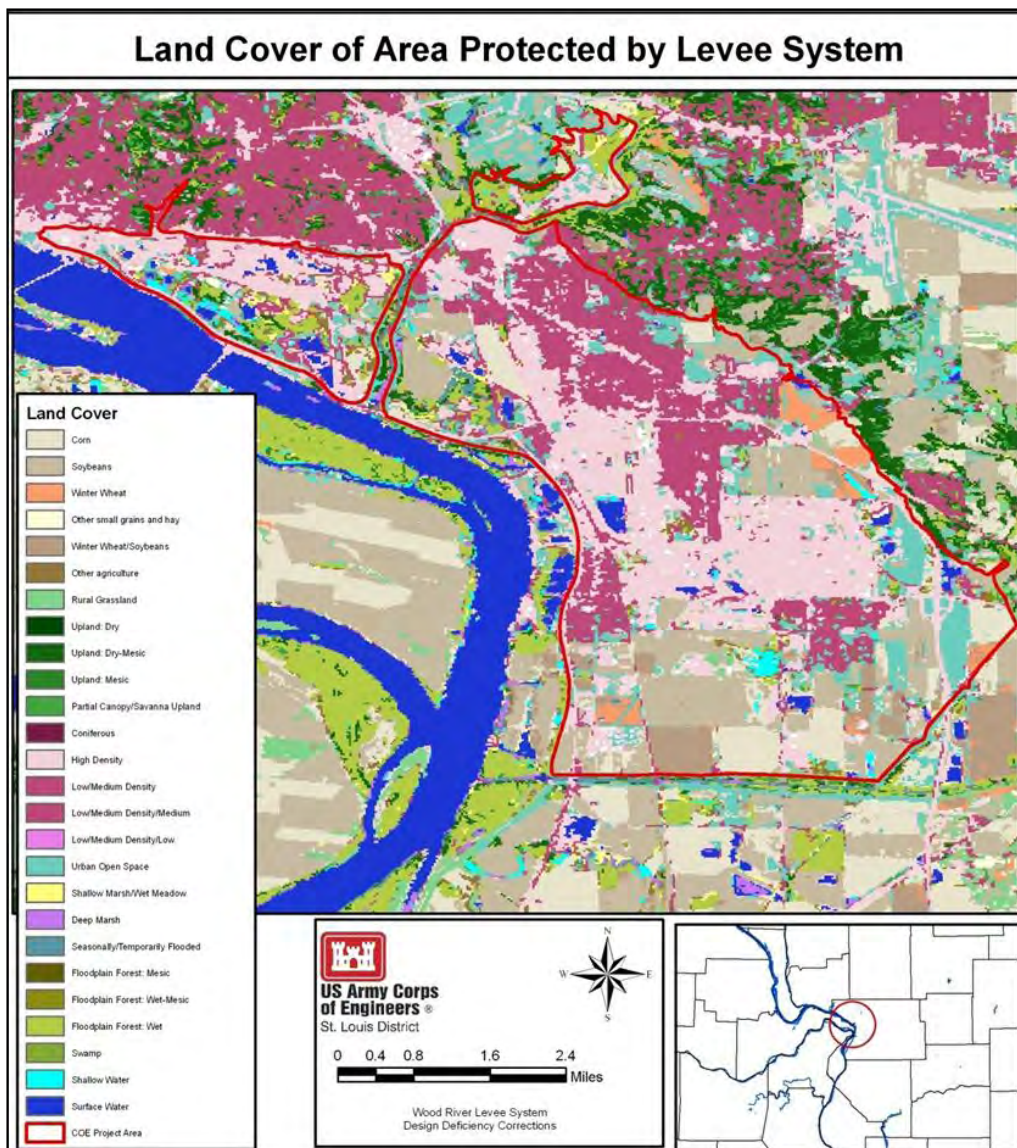 Land Cover of Area Protected by Levee System
Land Cover
Corn
Soybeans
Winter Wheat
Other small grains and hay
Winter Wheat/Soybeans
Other agriculture
Rural Grassland
Upland: Dry
Upland: Dry-Mesic
Upland: Mesic
Partial Canopy/Savanna Upland
Coniferous
High Density
Low/Medium Density
Low/Medium Density/Medium
Low/Medium Density/Low
Urban Open Space
Shallow Marsh/Wet Meadow
Deep Marsh
Seasonally/Temporarily Flooded
Floodplain Forest: Mesic
Floodplain Forest: Wet-Mesic
Floodplain Forest: Wet
Swamp
Shallow Water
Surface Water
COE Project Area
US Army Corps
of Engineers ®
St. Louis District
N
W E
S
0 0.4 0.8 1.6 2.4
Miles
Wood River Levee System
Design Deficiency Corrections